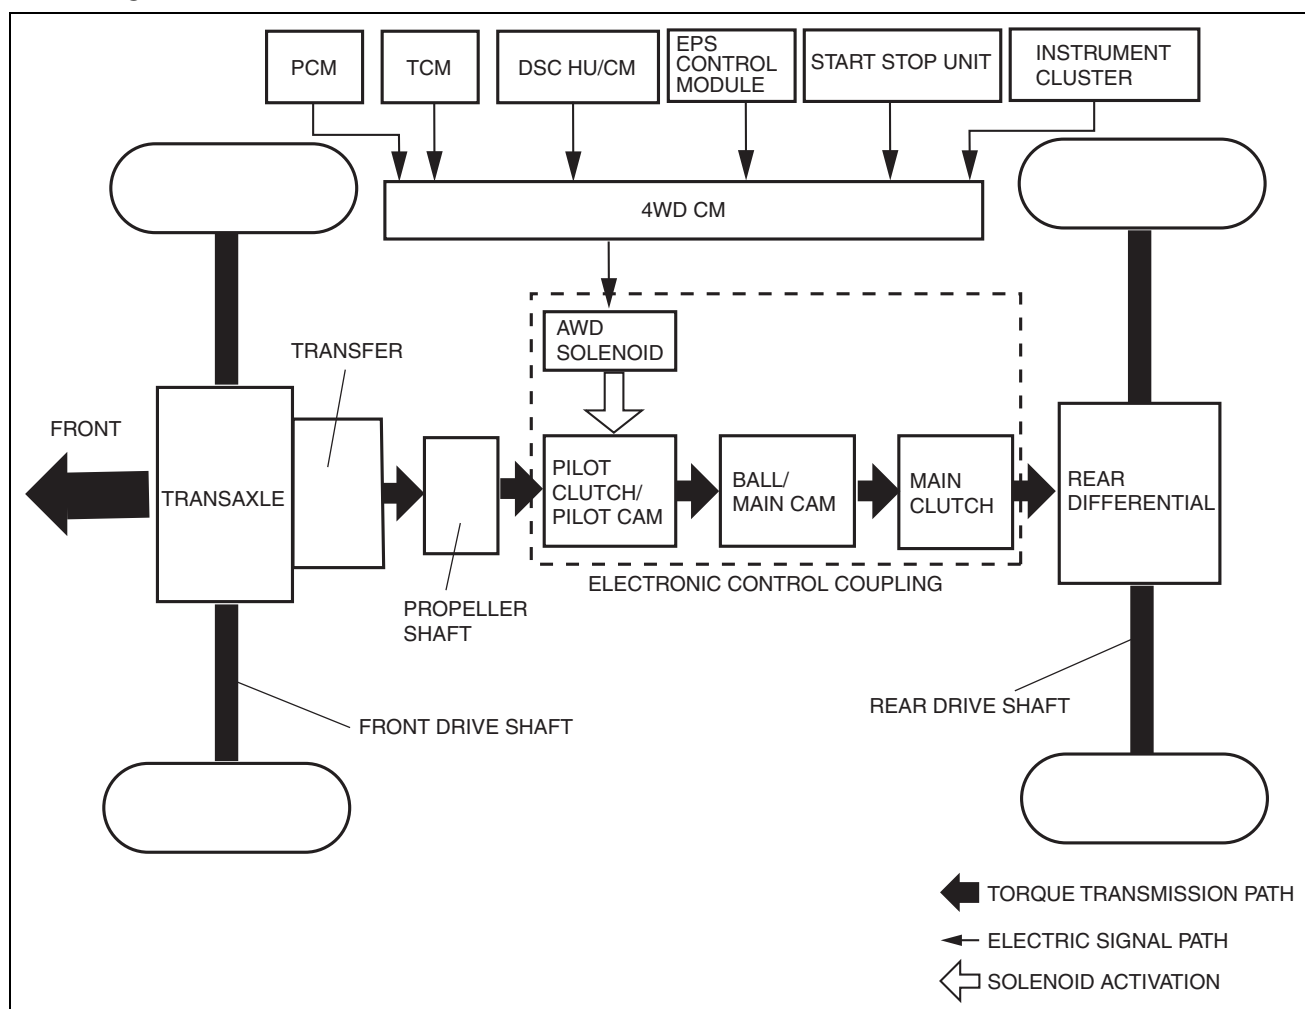 PCM
TCM
DSC HU/CM
EPS
CONTROL
MODULE
START STOP UNIT
INSTRUMENT
CLUSTER
4WD CM
AWD
SOLENOID
TRANSFER
FRONT
TRANSAXLE
PILOT
CLUTCH/
PILOT CAM
BALL/
MAIN CAM
MAIN
CLUTCH
REAR
DIFFERENTIAL
ELECTRONIC CONTROL COUPLING
PROPELLER
SHAFT
FRONT DRIVE SHAFT
REAR DRIVE SHAFT
TORQUE TRANSMISSION PATH
ELECTRIC SIGNAL PATH
SOLENOID ACTIVATION